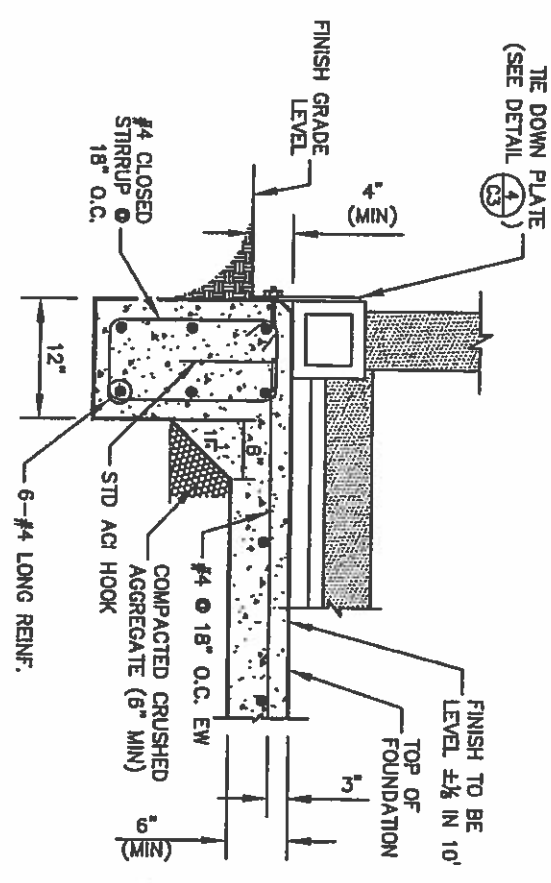 TIE DOWN PLATE
(SEE DETAIL 4 C3 )
FINISH GRADE
LEVEL
4"
(MIN)
#4 CLOSED
STIRRUP @
18" O.C.
12"
6-#4 LONG REINF.
STD ACI HOOK
COMPACTED CRUSHED
AGGREGATE (6" MIN)
#4 @ 18" O.C. EW
6"
1
1
FINISH TO BE
LEVEL ±⅛ IN 10'
TOP OF
FOUNDATION
3"
6"
(MIN)